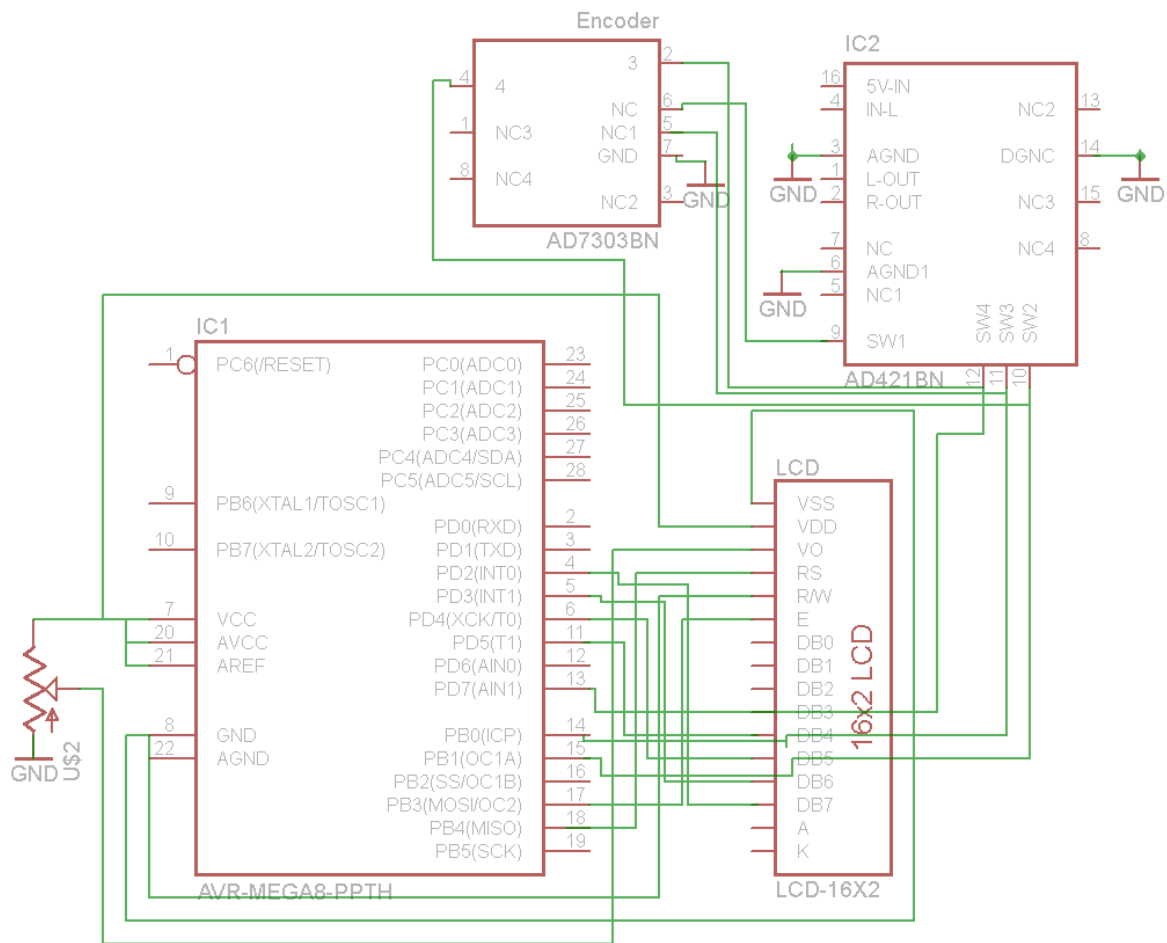 Encoder
4
4
1
NC3
8
NC4
3
2
NC
6
NC1
5
GND
7
NC2
3
GND
AD7303BN
IC2
16
5V-IN
4
IN-L
3
AGND
1
L-OUT
2
R-OUT
7
NC
6
AGND1
5
NC1
9
SW1
NC2
13
DGNC
14
NC3
15
NC4
8
SW4
SW3
SW2
12
11
10
GND
GND
GND
AD421BN
IC1
1
PC6(/RESET)
9
PB6(XTAL1/TOSC1)
10
PB7(XTAL2/TOSC2)
7
VCC
20
AVCC
21
AREF
8
GND
22
AGND
PC0(ADC0)
23
PC1(ADC1)
24
PC2(ADC2)
25
PC3(ADC3)
26
PC4(ADC4/SDA)
27
PC5(ADC5/SCL)
28
PD0(RXD)
2
PD1(TXD)
3
PD2(INT0)
4
PD3(INT1)
5
PD4(XCK/T0)
6
PD5(T1)
11
PD6(AIN0)
12
PD7(AIN1)
13
PB0(ICP)
14
PB1(OC1A)
15
PB2(SS/OC1B)
16
PB3(MOSI/OC2)
17
PB4(MISO)
18
PB5(SCK)
19
AVR-MEGA8-PPTH
GND
U$2
LCD
VSS
VDD
VO
RS
R/W
E
DB0
DB1
DB2
DB3
DB4
DB5
DB6
DB7
A
K
16x2 LCD
LCD-16X2